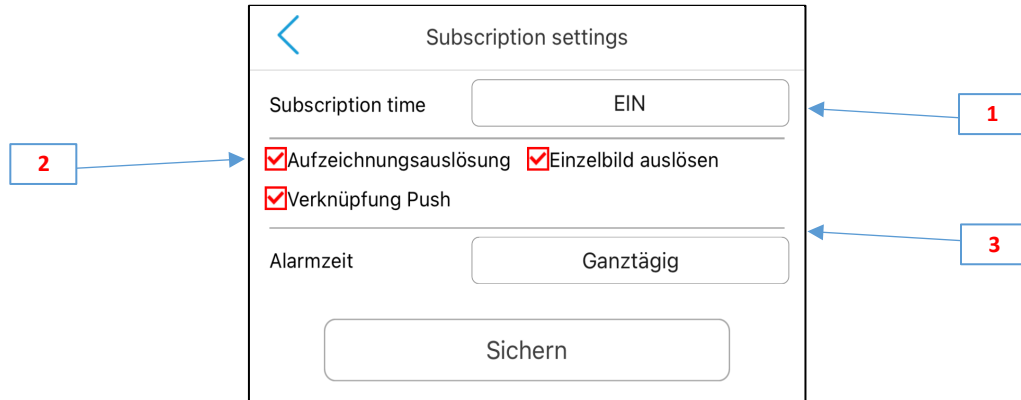 Subscription settings
Subscription time EIN
1
2
Aufzeichnungsauslösung Einzelbild auslösen
Verknüpfung Push
3
Alarmzeit Ganztägig
Sichern